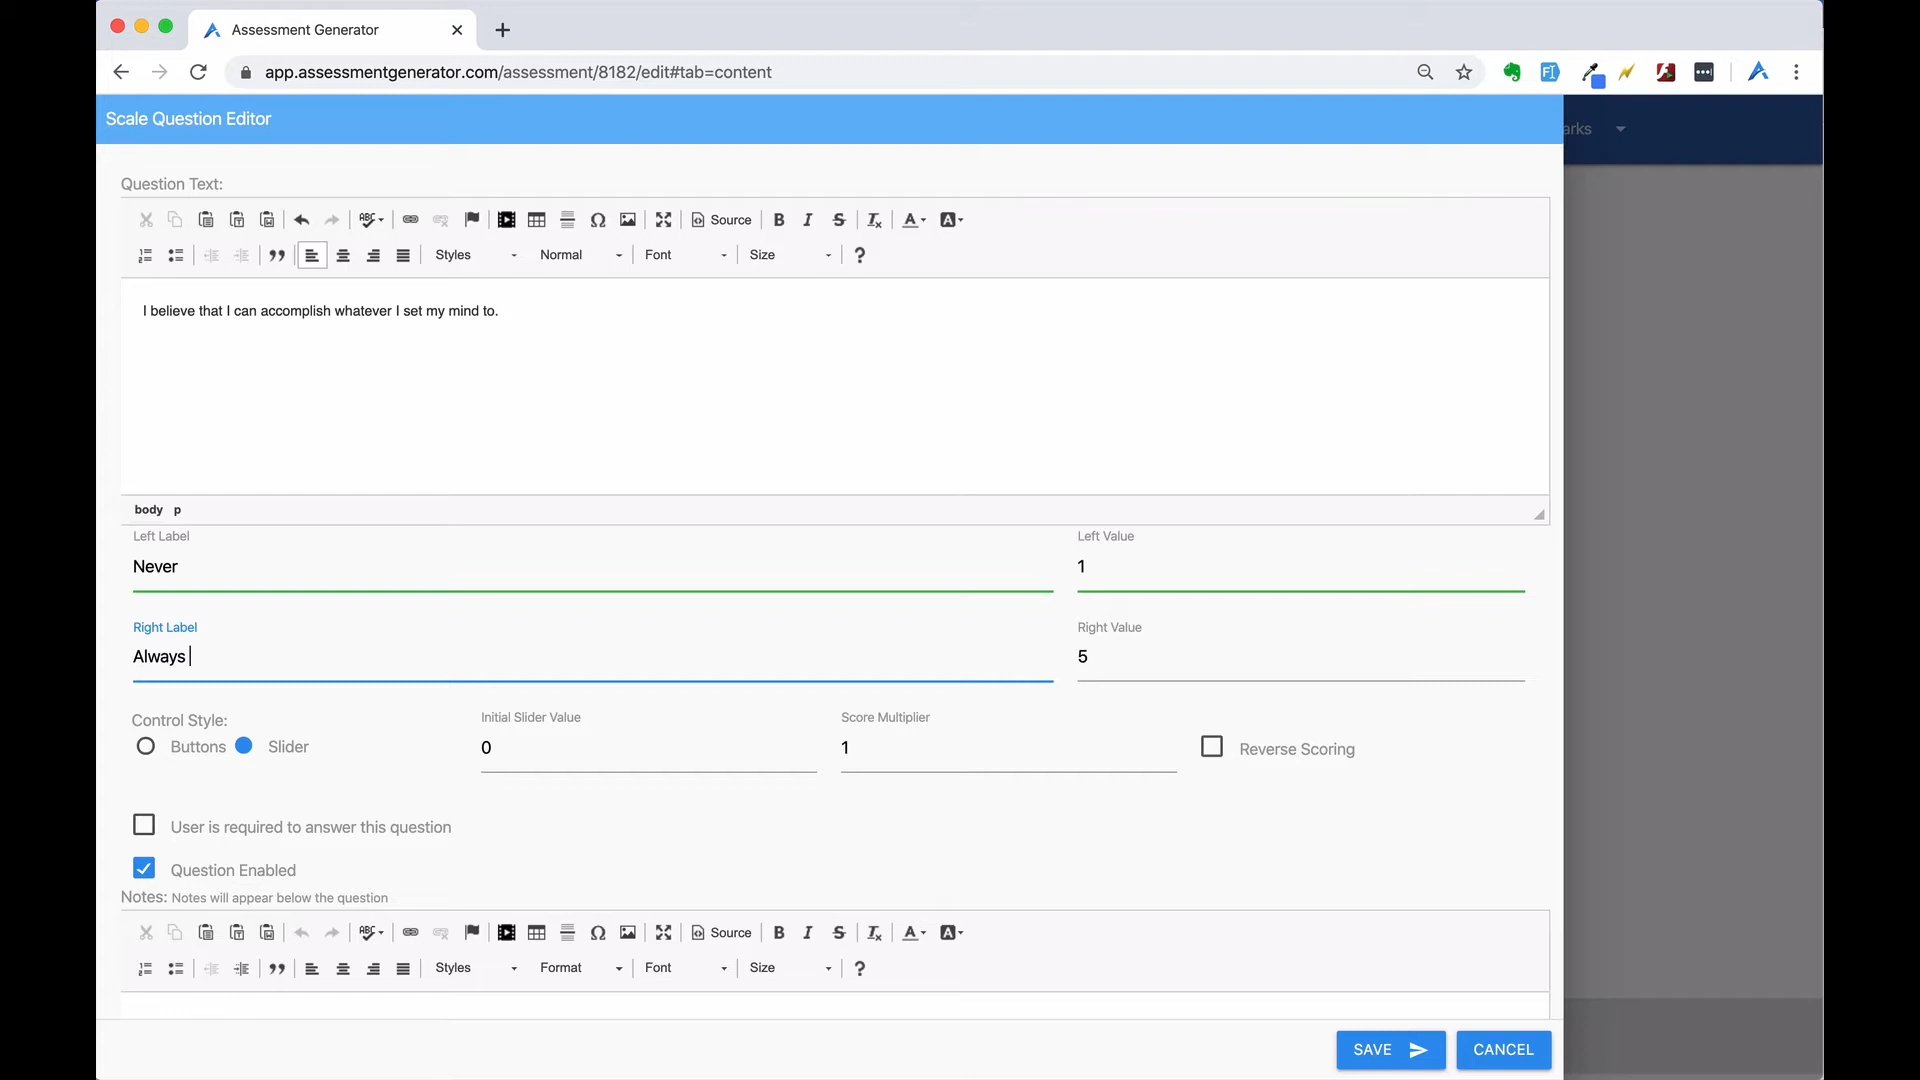 Assessment Generator
app.assessmentgenerator.com/assessment/8182/edit#tab=content
Scale Question Editor
arks
Question Text:
Source
Styles Normal Font Size ?
I believe that I can accomplish whatever I set my mind to.
body p
Left Label Left Value
Never 1
Right Label Right Value
Always 5
Control Style: Initial Slider Value Score Multiplier
Buttons Slider 0 1 Reverse Scoring
User is required to answer this question
Question Enabled
Notes: Notes will appear below the question
Source
Styles Format Font Size ?
SAVE CANCEL